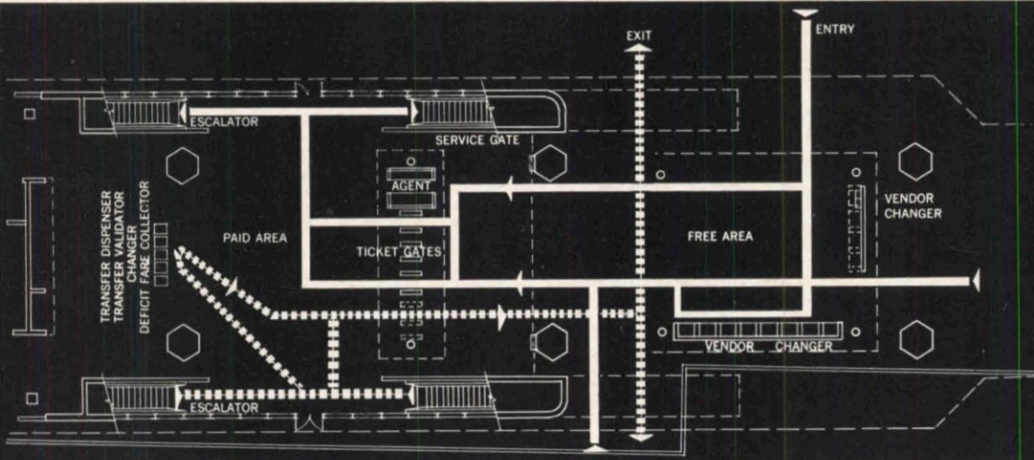 EXIT
ENTRY
ESCALATOR
SERVICE GATE
AGENT
VENDOR
CHANGER
TRANSFER DISPENSER
TRANSFER VALIDATOR
CHANGER
DEFICIT FARE COLLECTOR
PAID AREA
TICKET GATES
FREE AREA
VENDOR CHANGER
ESCALATOR